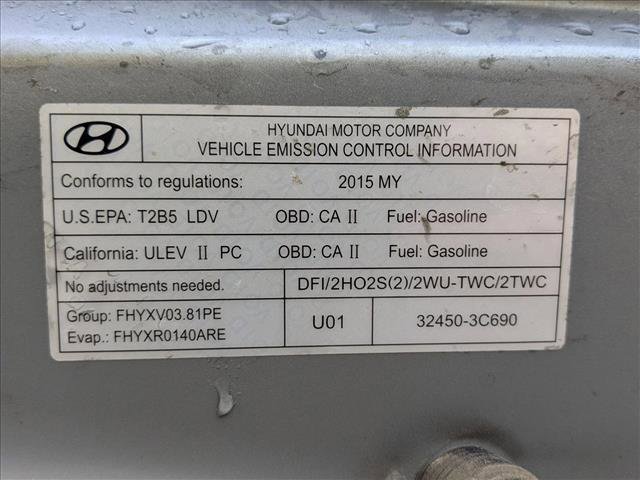 HYUNDAI MOTOR COMPANY
VEHICLE EMISSION CONTROL INFORMATION
Conforms to regulations: 2015 MY
U.S.EPA: T2B5 LDV OBD: CA II Fuel: Gasoline
California: ULEV II PC OBD: CA II Fuel: Gasoline
No adjustments needed. DFI/2HO2S(2)/2WU-TWC/2TWC
Group: FHYXV03.81PE
Evap.: FHYXR0140ARE
U01
32450-3C690